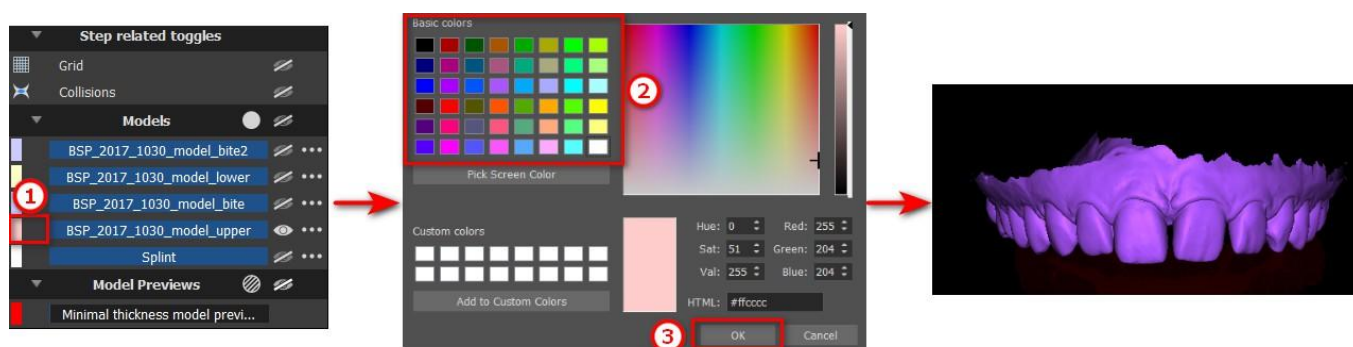 Step related toggles
Grid
Collisions
Models
BSP_2017_1030_model_bite2
BSP_2017_1030_model_lower
1
BSP_2017_1030_model_bite
BSP_2017_1030_model_upper
Splint
Model Previews
Minimal thickness model previ...
Basic colors
2
Pick Screen Color
Custom colors
Add to Custom Colors
Hue: 0 Red: 255
Sat: 51 Green: 204
Val: 255 Blue: 204
HTML: #ffcccc
3
OK Cancel